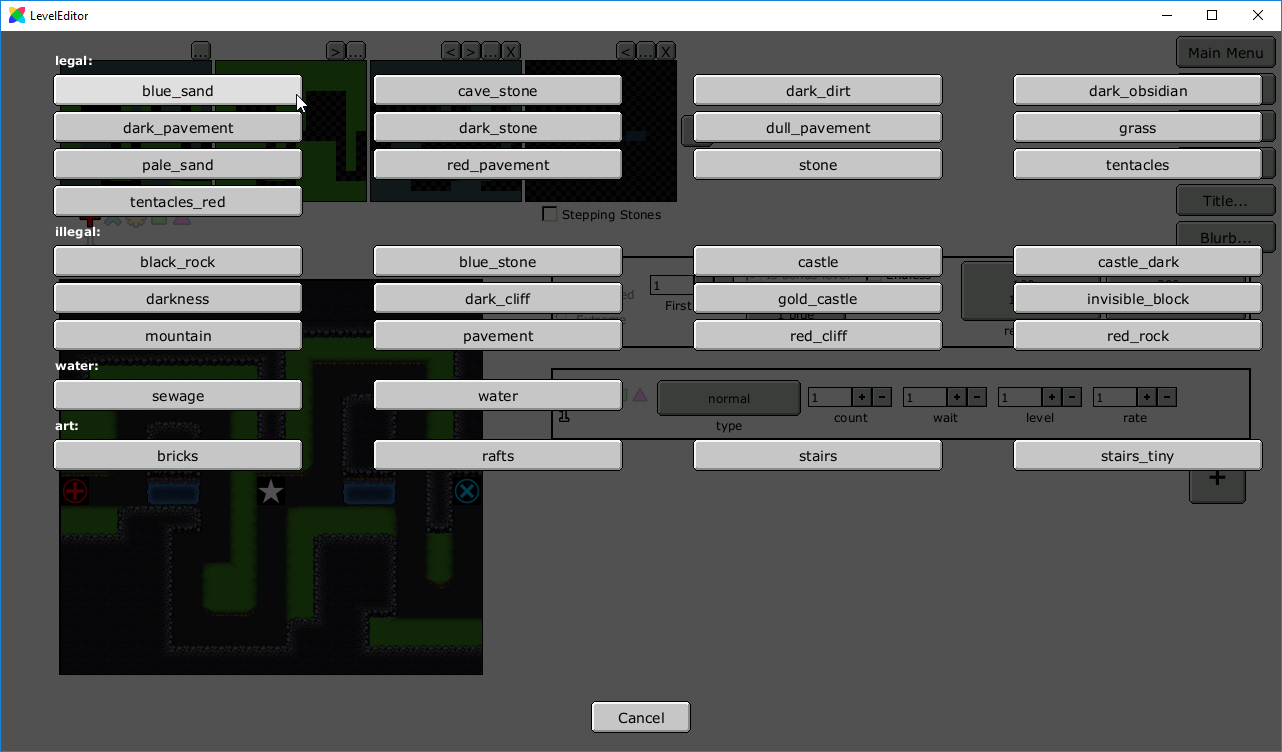 LevelEditor
... > ... < > ... X < ... X
Main Menu
legal:
blue_sand cave_stone dark_dirt dark_obsidian
dark_pavement dark_stone dull_pavement grass
pale_sand red_pavement stone tentacles
tentacles_red
Title...
Stepping Stones
Blurb...
illegal:
black_rock blue_stone castle castle_dark
1
First
darkness dark_cliff gold_castle invisible_block
mountain pavement red_cliff red_rock
water:
sewage water
1
normal 1 + - 1 + - 1 + - 1 + -
type count wait level rate
art:
bricks rafts stairs stairs_tiny
+
Cancel